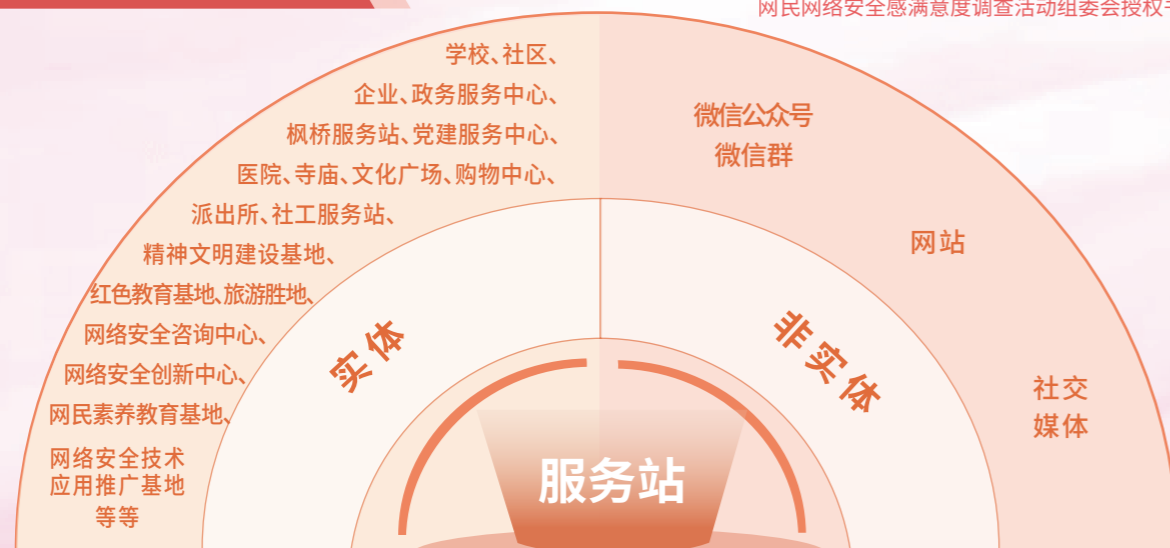 网民网络安全感满意度调查活动组委会授权
学校、社区、
企业、政务服务中心、
枫桥服务站、党建服务中心、
医院、寺庙、文化广场、购物中心、
派出所、社工服务站、
精神文明建设基地、
红色教育基地、旅游胜地、
网络安全咨询中心、
网络安全创新中心、
网民素养教育基地、
网络安全技术
应用推广基地
等等
实体
微信公众号
微信群
网站
社交
媒体
非实体
服务站